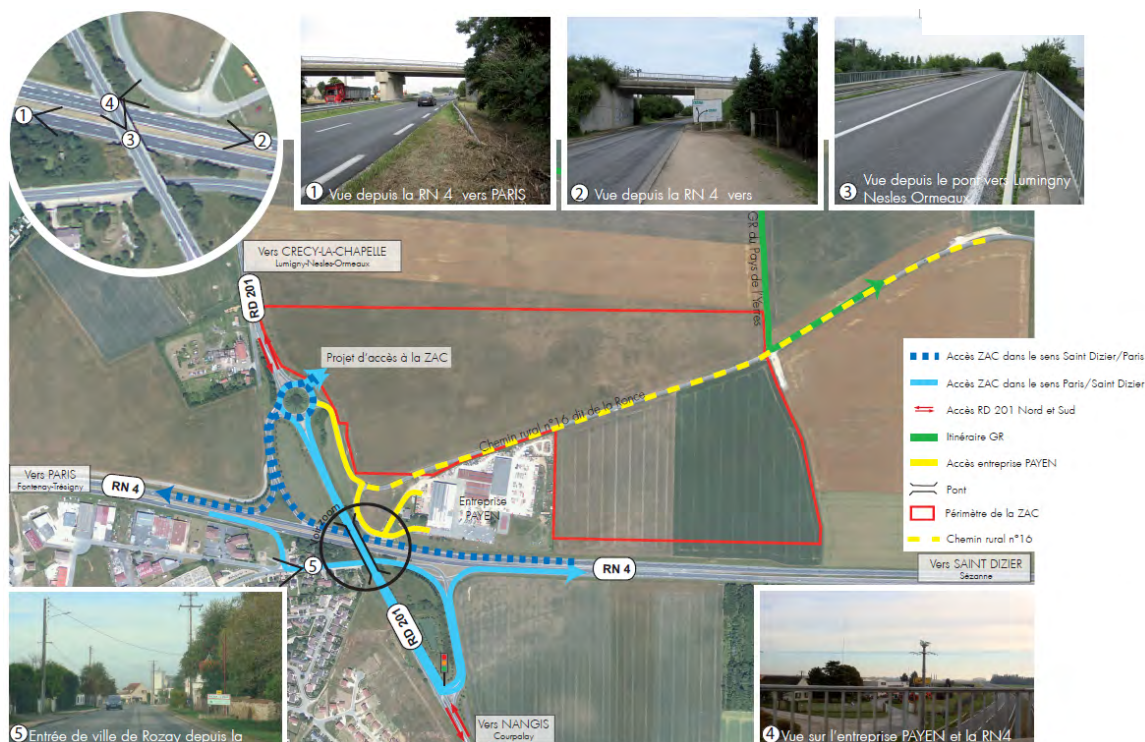 ① ② ③ ④
① Vue depuis la RN 4 vers PARIS
② Vue depuis la RN 4 vers
③ Vue depuis le pont vers Lumingny
Nesles Ormeaux
Vers CRECY-LA-CHAPELLE
Lumigny-Nesles-Ormeaux
RD 201
GR du Pays de l'Yerres
Projet d'accès à la ZAC
Chemin rural n°16 dit de la Ronce
Vers PARIS
Fontenay-Trésigny
RN 4
Entreprise
PAYEN
zoom
⑤
RN 4
RD 201
Vers SAINT DIZIER
Sézanne
Vers NANGIS
Courpalay
Accès ZAC dans le sens Saint Dizier/Paris
Accès ZAC dans le sens Paris/Saint Dizier
Accès RD 201 Nord et Sud
Itinéraire GR
Accès entreprise PAYEN
Pont
Périmètre de la ZAC
Chemin rural n°16
⑤ Entrée de ville de Rozay depuis la
④ Vue sur l'entreprise PAYEN et la RN4